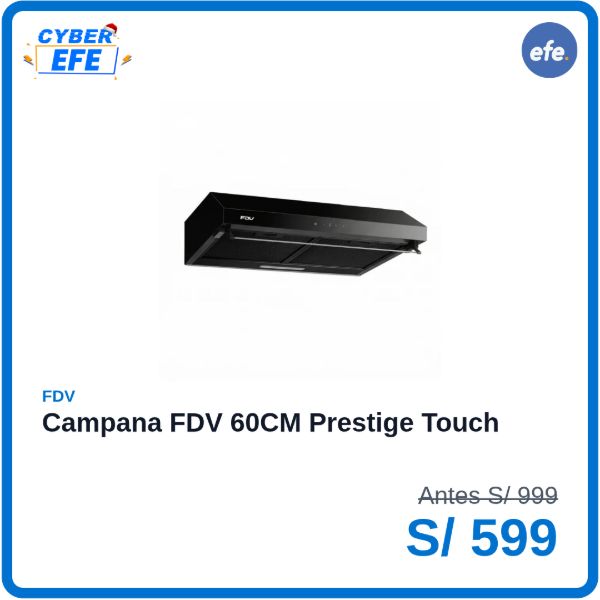 CYBER
EFE
efe.
FDV
FDV
Campana FDV 60CM Prestige Touch
Antes S/ 999
S/ 599